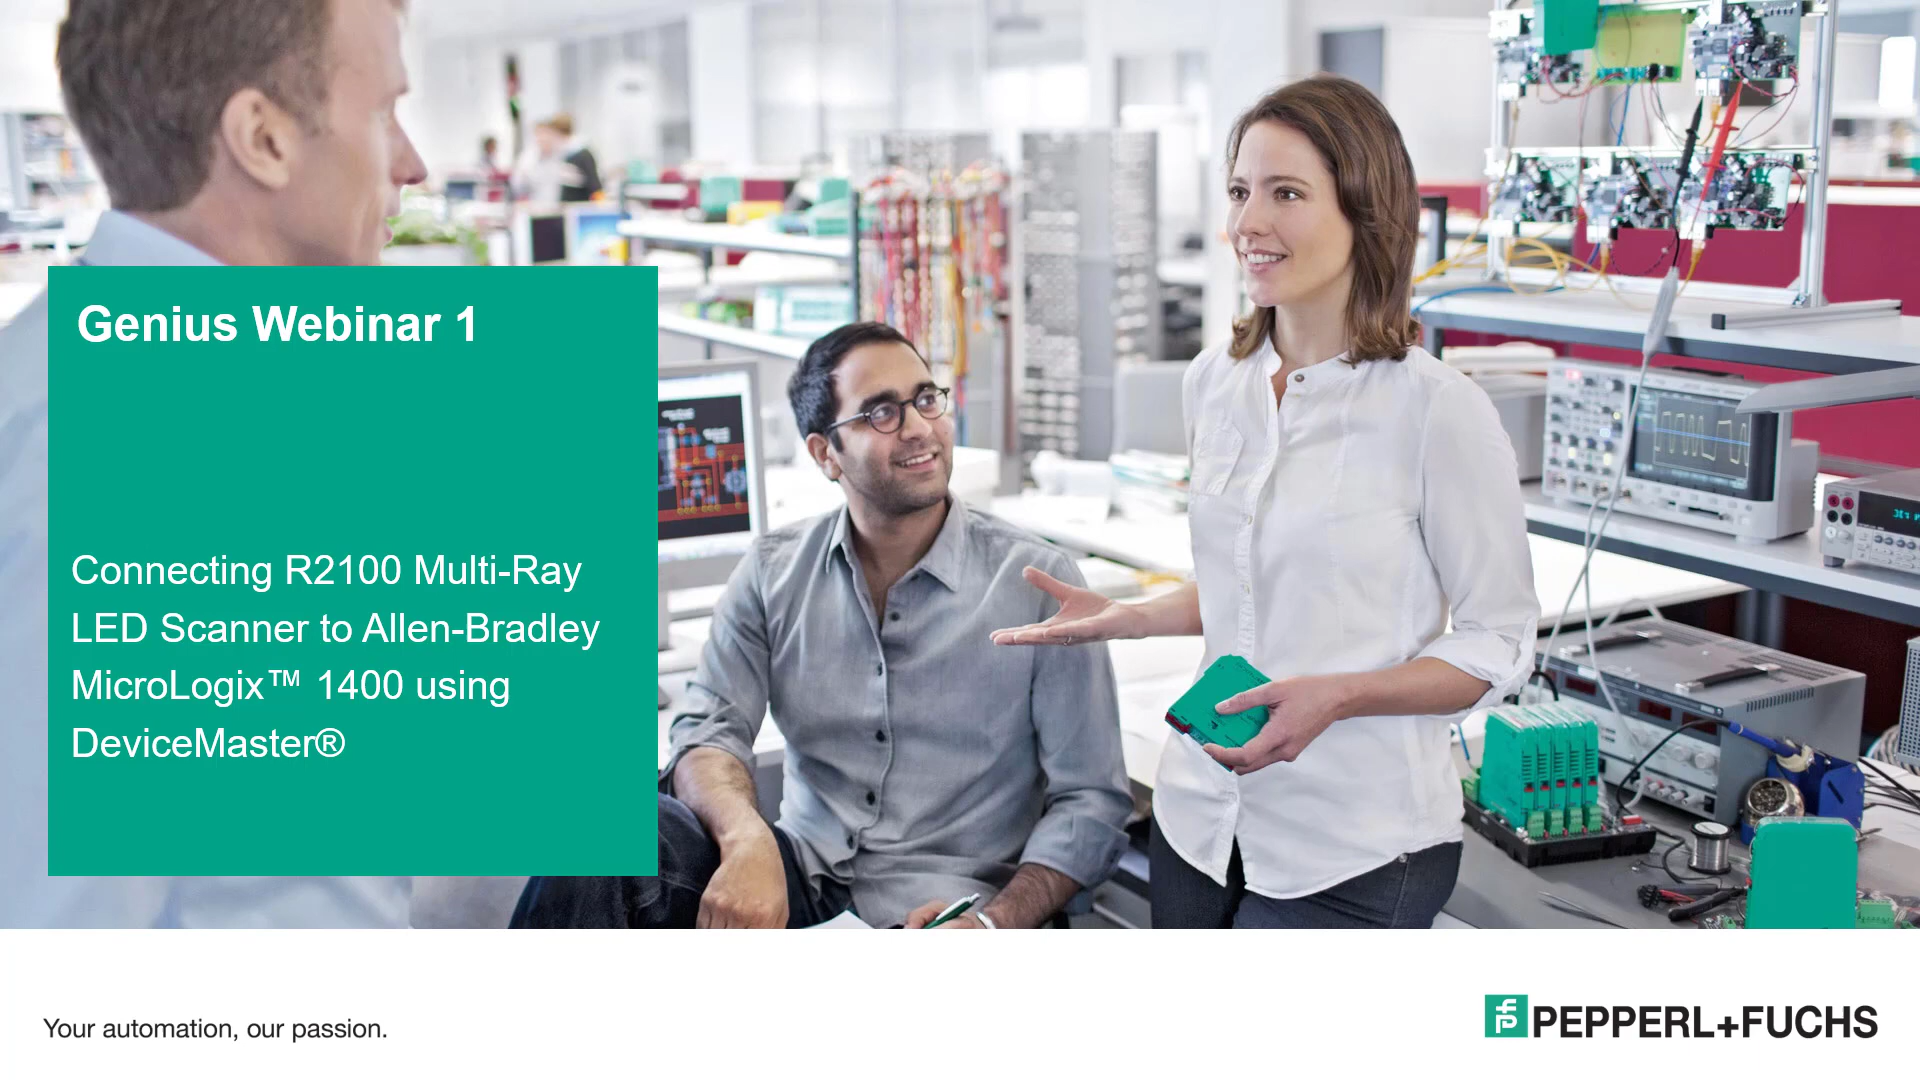 Genius Webinar 1
Connecting R2100 Multi-Ray
LED Scanner to Allen-Bradley
MicroLogix™ 1400 using
DeviceMaster®
Your automation, our passion.
PEPPERL+FUCHS